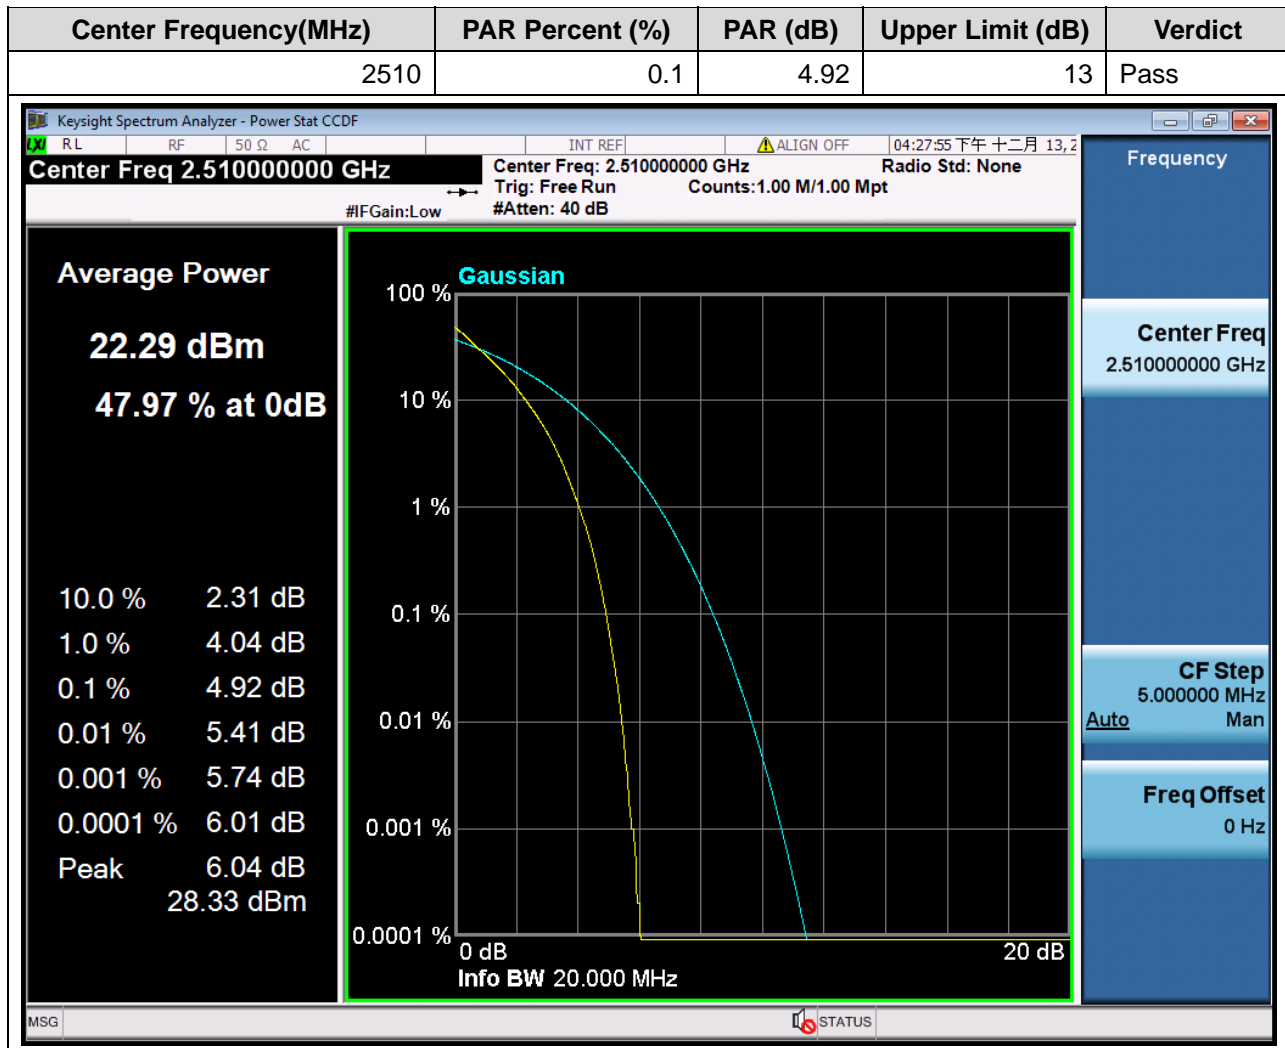 Center Frequency(MHz) PAR Percent (%) PAR (dB) Upper Limit (dB) Verdict
2510 0.1 4.92 13 Pass
Keysight Spectrum Analyzer - Power Stat CCDF
LXI RL RF 50 Ω AC INT REF ALIGN OFF 04:27:55 下午 十二月 13, 2
Center Freq 2.510000000 GHz
Center Freq: 2.510000000 GHz Radio Std: None
Trig: Free Run Counts:1.00 M/1.00 Mpt
#IFGain:Low #Atten: 40 dB
Average Power
22.29 dBm
47.97 % at 0dB
10.0 % 2.31 dB
1.0 % 4.04 dB
0.1 % 4.92 dB
0.01 % 5.41 dB
0.001 % 5.74 dB
0.0001 % 6.01 dB
Peak 6.04 dB
28.33 dBm
Gaussian
100 %
10 %
1 %
0.1 %
0.01 %
0.001 %
0.0001 %
0 dB 20 dB
Info BW 20.000 MHz
Frequency
Center Freq
2.510000000 GHz
CF Step
5.000000 MHz
Auto Man
Freq Offset
0 Hz
MSG STATUS